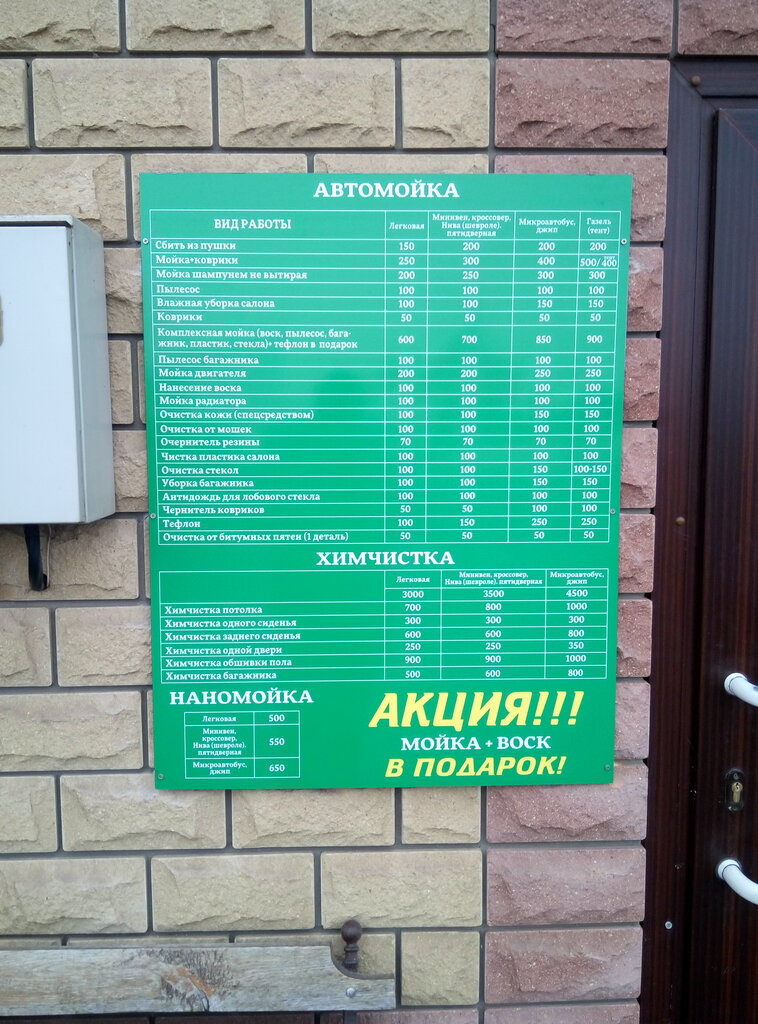 АВТОМОЙКА
ВИД РАБОТЫ Легковая Минивен, кроссовер, Нива (шевроле). пятидверная Микроавтобус, джип Газель (тент)
Сбить из пушки 150 200 200 200
Мойка+коврики 250 300 400 500/400 тент
Мойка шампунем не вытирая 200 250 300 300
Пылесос 100 100 100 100
Влажная уборка салона 100 100 150 150
Коврики 50 50 50 50
Комплексная мойка (воск, пылесос, бага-
жник, пластик, стекла)+ тефлон в подарок 600 700 850 900
Пылесос багажника 100 100 100 100
Мойка двигателя 200 200 250 250
Нанесение воска 100 100 100 100
Мойка радиатора 100 100 100 100
Очистка кожи (спецсредством) 100 100 150 150
Очистка от мошек 100 100 100 100
Очернитель резины 70 70 70 70
Чистка пластика салона 100 100 100 100
Очистка стекол 100 100 150 100-150
Уборка багажника 100 100 150 150
Антидождь для лобового стекла 100 100 100 100
Чернитель ковриков 50 50 100 100
Тефлон 100 150 250 250
Очистка от битумных пятен (1 деталь) 50 50 50 50
ХИМЧИСТКА
Легковая Минивен, кроссовер, Нива (шевроле). пятидверная Микроавтобус, джип
3000 3500 4500
Химчистка потолка 700 800 1000
Химчистка одного сиденья 300 300 300
Химчистка заднего сиденья 600 600 800
Химчистка одной двери 250 250 350
Химчистка обшивки пола 900 900 1000
Химчистка багажника 500 600 800
НАНОМОЙКА
Легковая 500
Минивен, кроссовер, Нива (шевроле). пятидверная 550
Микроавтобус, джип 650
АКЦИЯ!!!
МОЙКА + ВОСК
В ПОДАРОК!